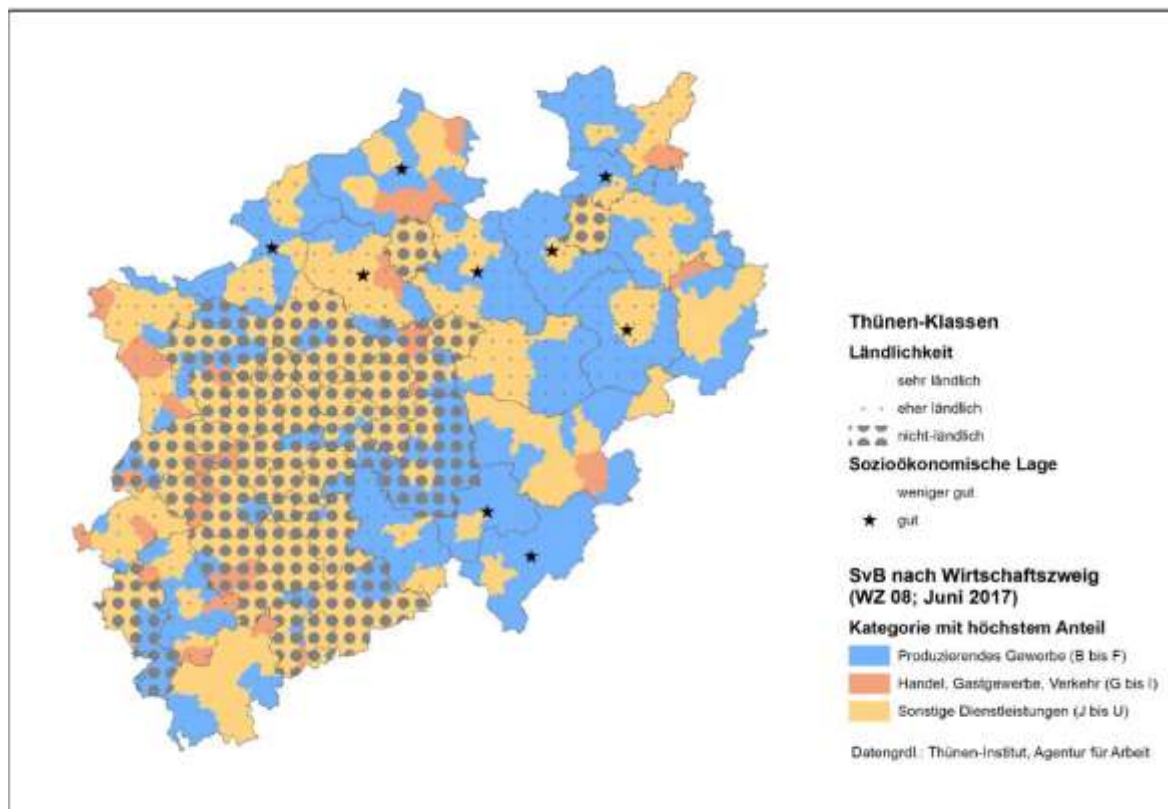 Thünen-Klassen
Ländlichkeit
sehr ländlich
eher ländlich
nicht-ländlich
Sozioökonomische Lage
weniger gut
gut
SvB nach Wirtschaftszweig
(WZ 08; Juni 2017)
Kategorie mit höchstem Anteil
Produzierendes Gewerbe (B bis F)
Handel, Gastgewerbe, Verkehr (G bis I)
Sonstige Dienstleistungen (J bis U)
Datengrdl.: Thünen-Institut, Agentur für Arbeit